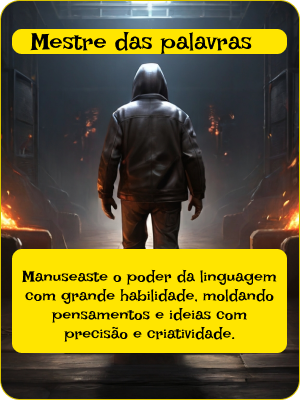 Mestre das palavras
Manuseaste o poder da linguagem
com grande habilidade, moldando
pensamentos e ideias com
precisão e criatividade.